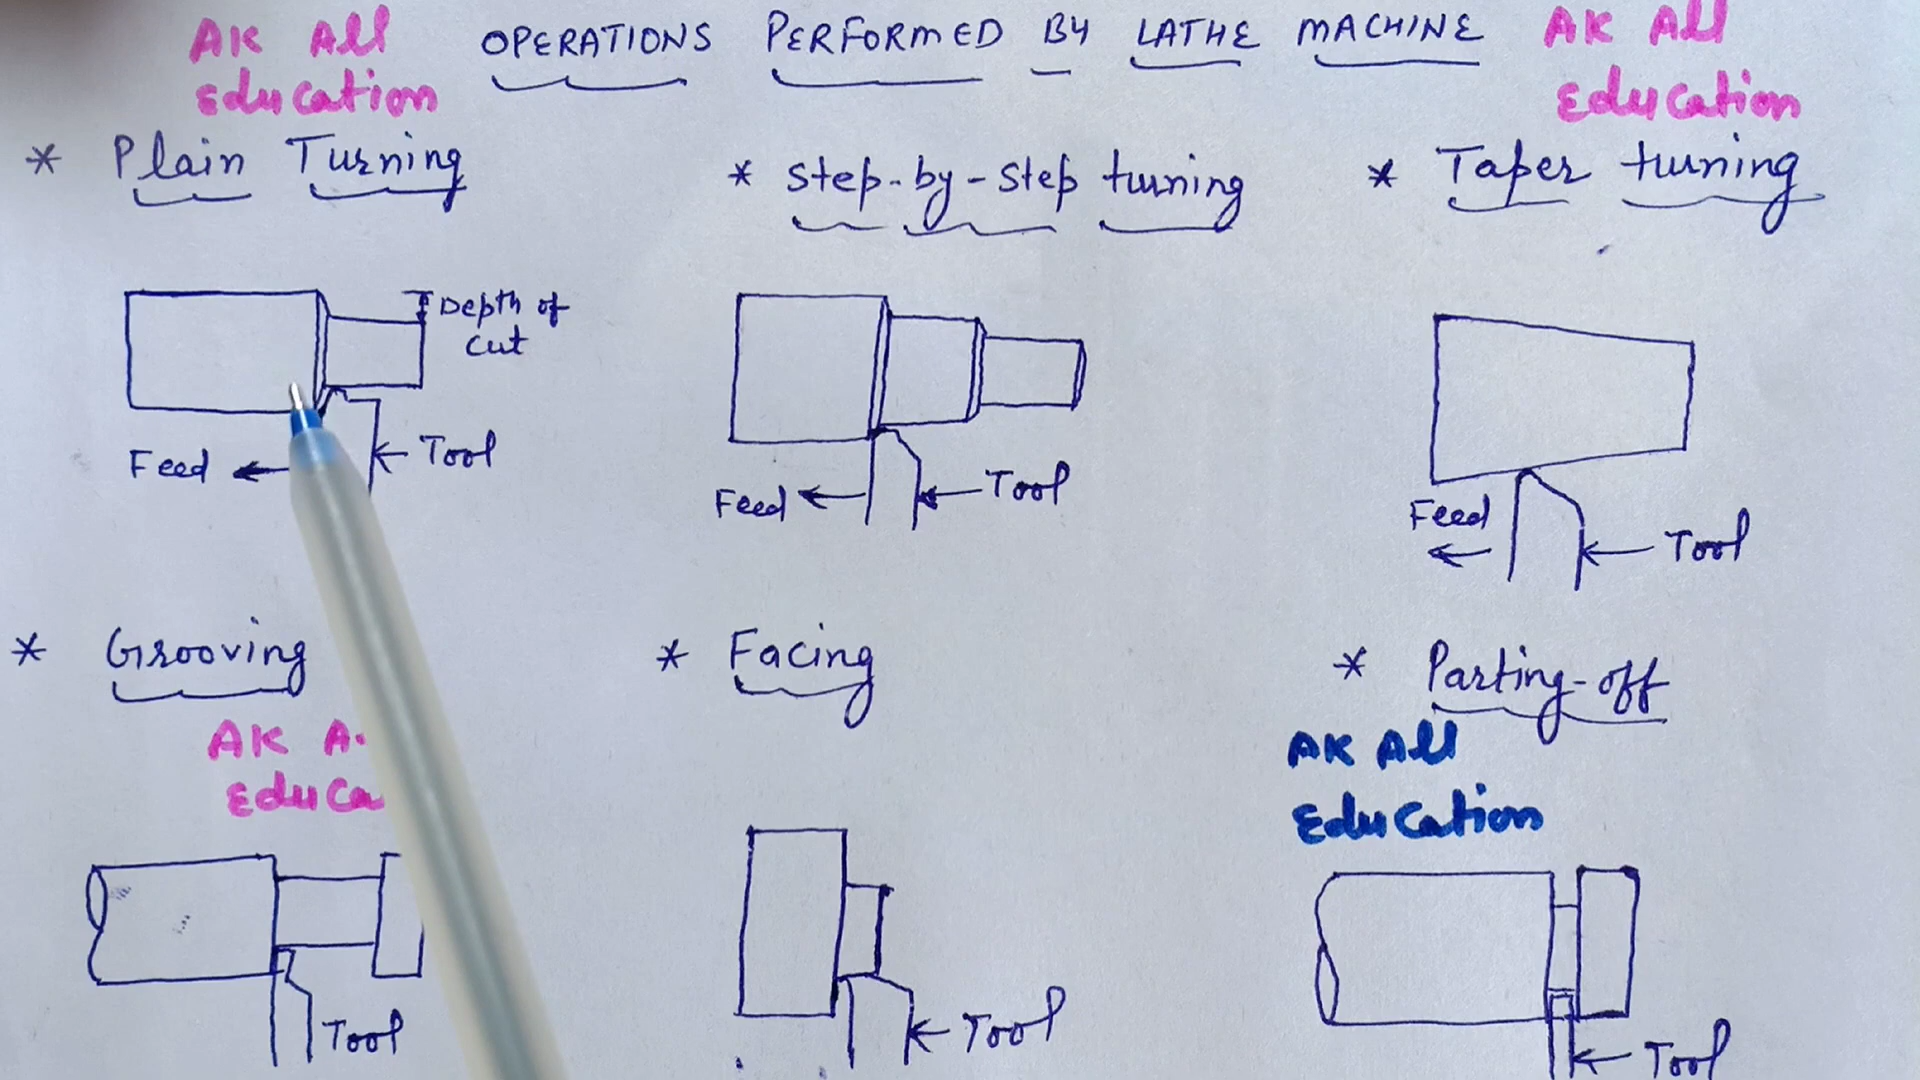 AK All
Education
OPERATIONS PERFORMED BY LATHE MACHINE
AK All
Education
* Plain Turning
* Step-by-Step turning
* Taper turning
Depth of
Cut
Feed
Tool
Feed
Tool
Feed
Tool
* Grooving
* Facing
* Parting-off
AK
Educa
AK All
Education
Tool
Tool
Tool